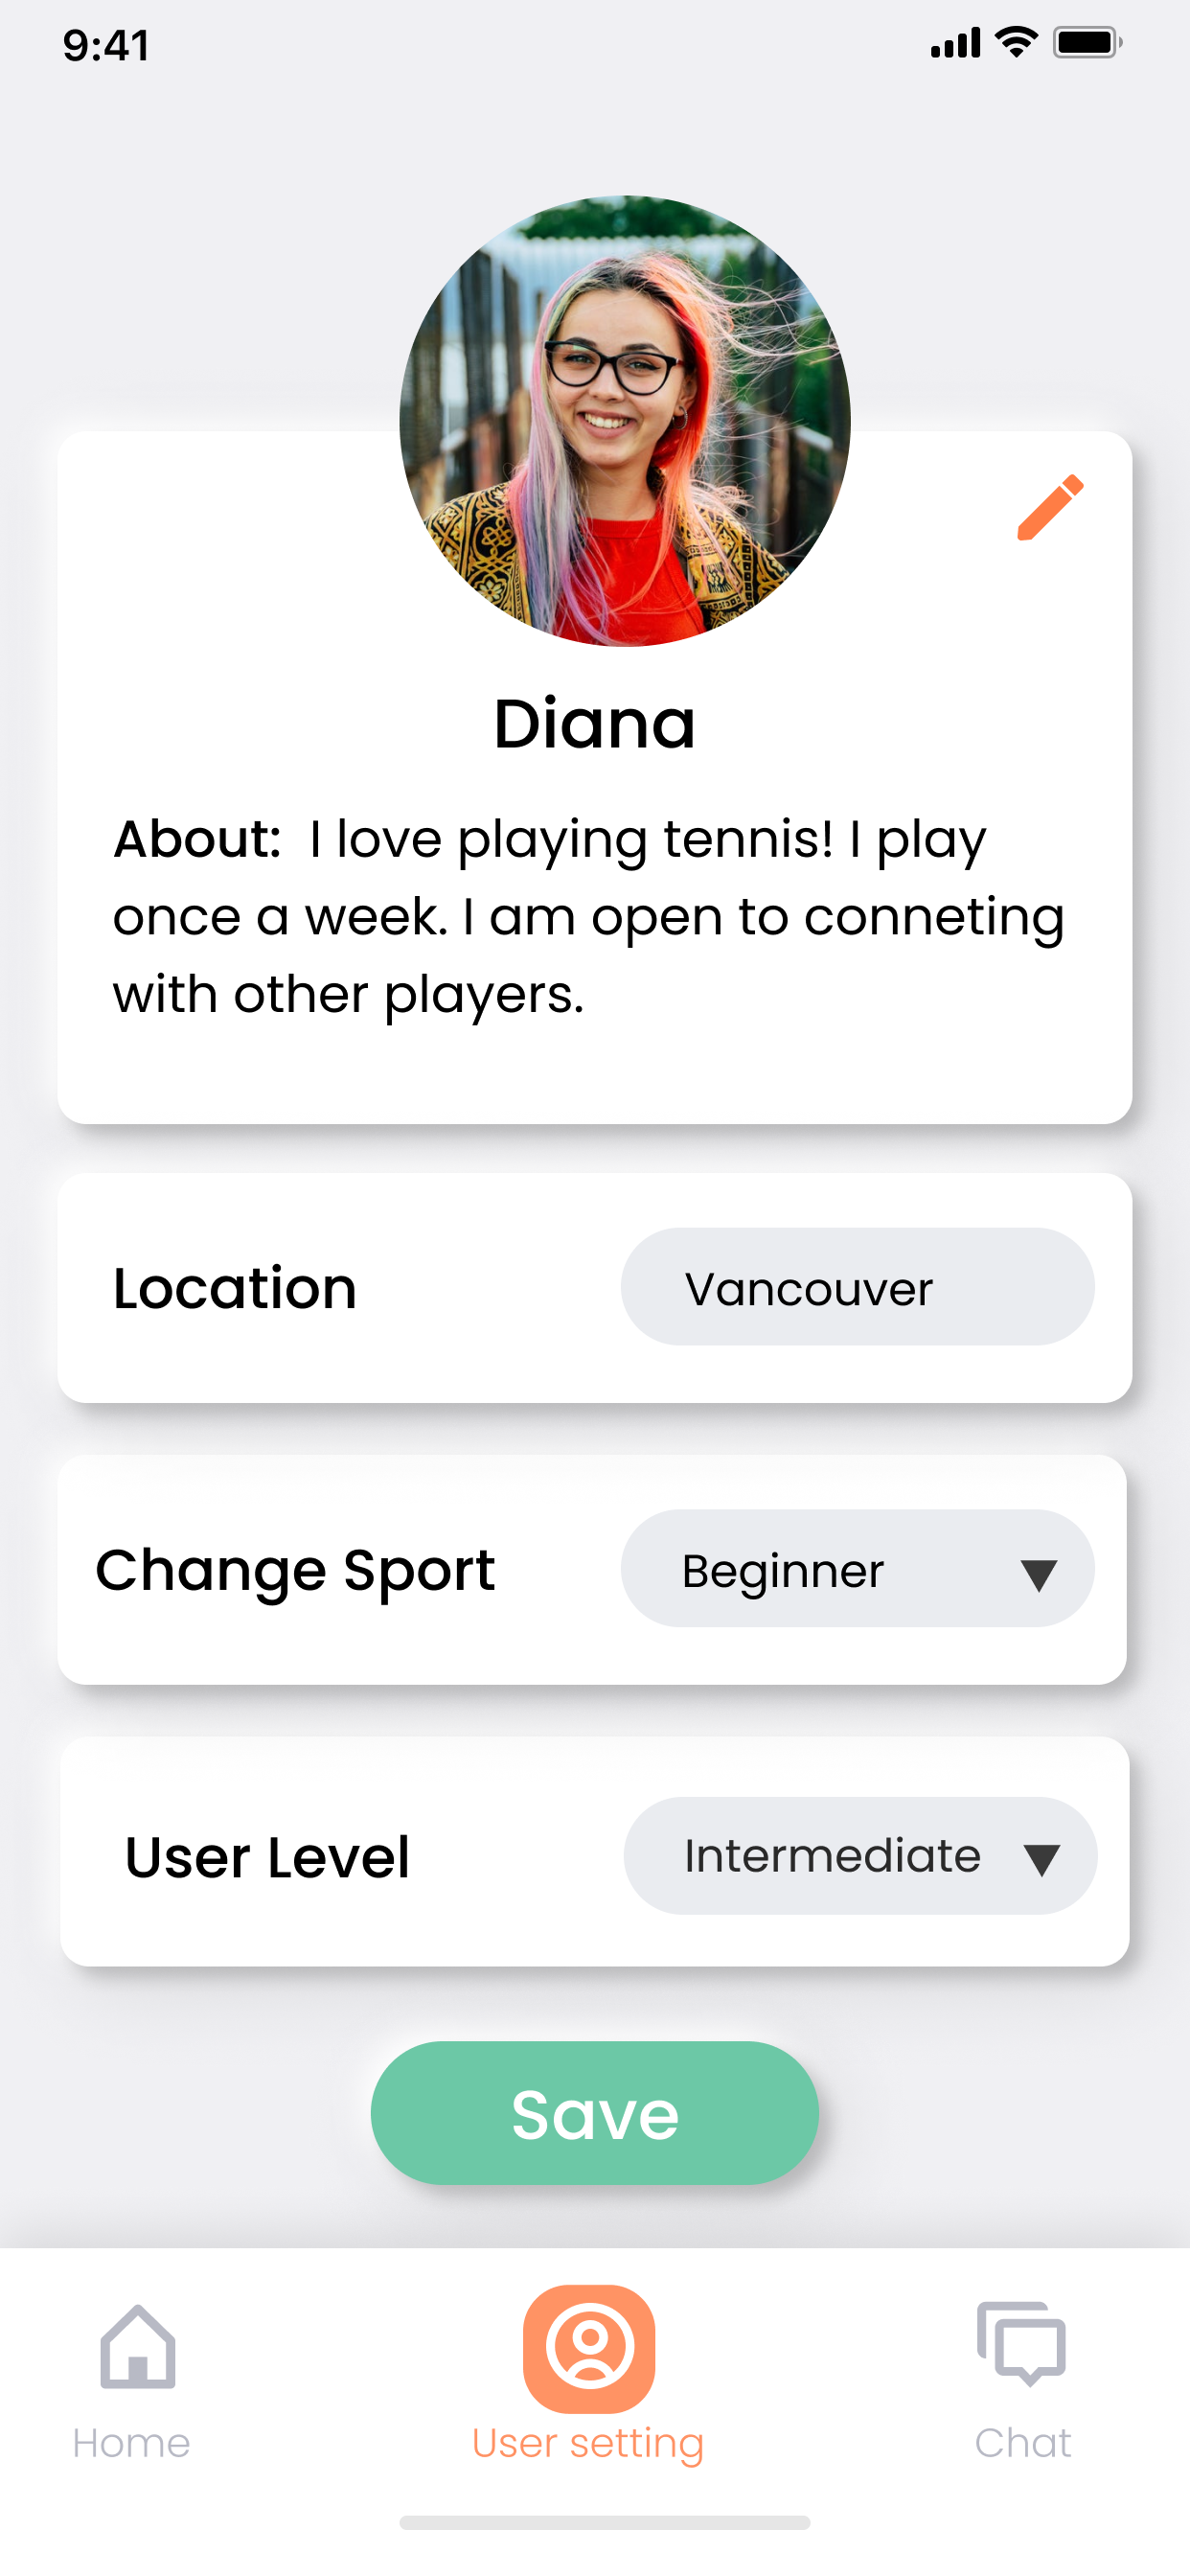 9:41
Diana
About: I love playing tennis! I play
once a week. I am open to conneting
with other players.
Location
Vancouver
Change Sport
Beginner
User Level
Intermediate
Save
Home
User setting
Chat